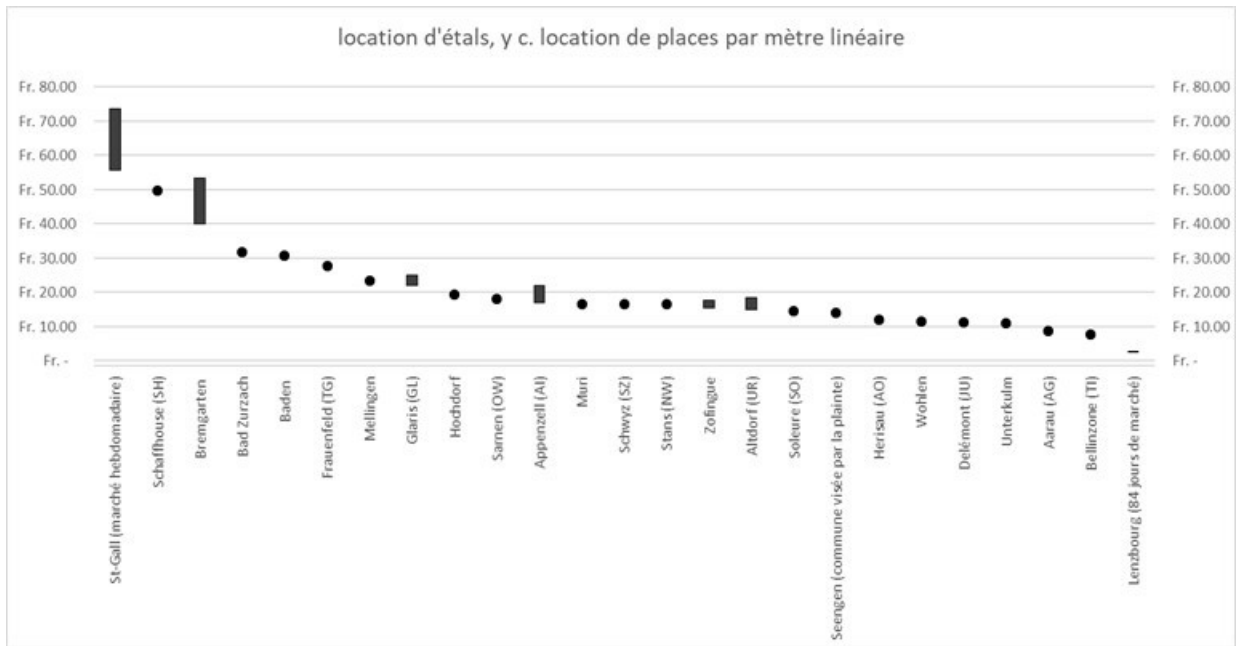 location d'étals, y c. location de places par mètre linéaire
Fr. 80.00
Fr. 70.00
Fr. 60.00
Fr. 50.00
Fr. 40.00
Fr. 30.00
Fr. 20.00
Fr. 10.00
Fr. -
Fr. 80.00
Fr. 70.00
Fr. 60.00
Fr. 50.00
Fr. 40.00
Fr. 30.00
Fr. 20.00
Fr. 10.00
Fr. -
St-Gall (marché hebdomadaire)
Schaffhouse (SH)
Bremgarten
Bad Zurzach
Baden
Frauenfeld (TG)
Mellingen
Glaris (GL)
Hochdorf
Sarnen (OW)
Appenzell (AI)
Muri
Schwyz (SZ)
Stans (NW)
Zofingue
Altdorf (UR)
Soleure (SO)
Seengen (commune visée par la plainte)
Herisau (AO)
Wohlen
Delémont (JU)
Unterkulm
Aarau (AG)
Bellinzone (TI)
Lenzbourg (84 jours de marché)